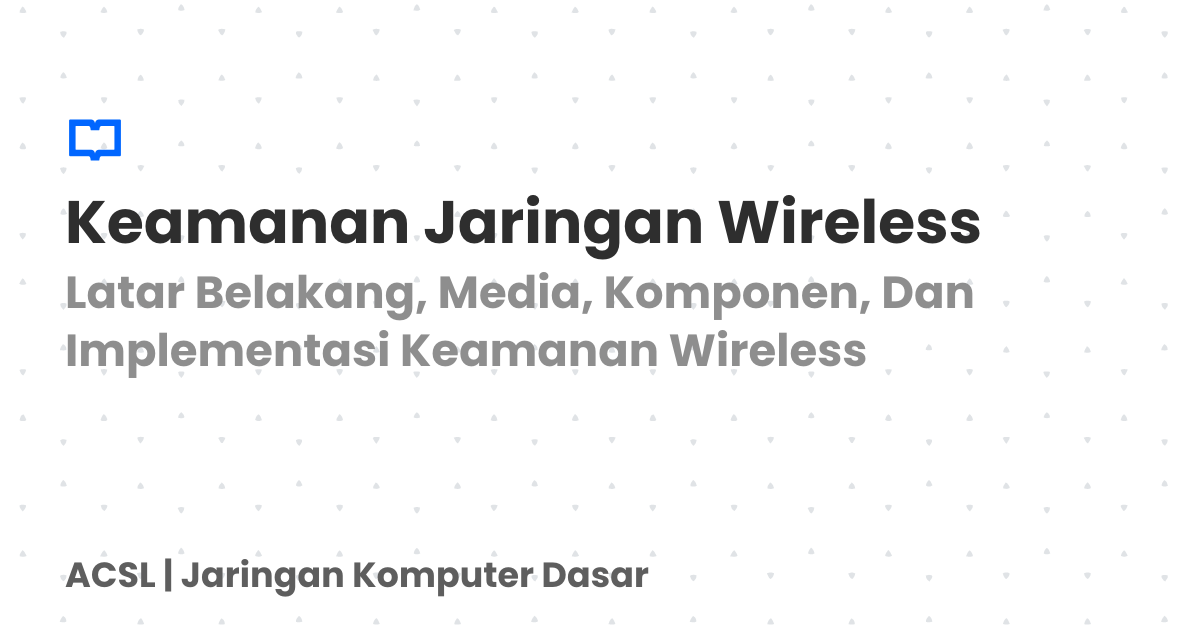 Keamanan Jaringan Wireless
Latar Belakang, Media, Komponen, Dan
Implementasi Keamanan Wireless
ACSL | Jaringan Komputer Dasar